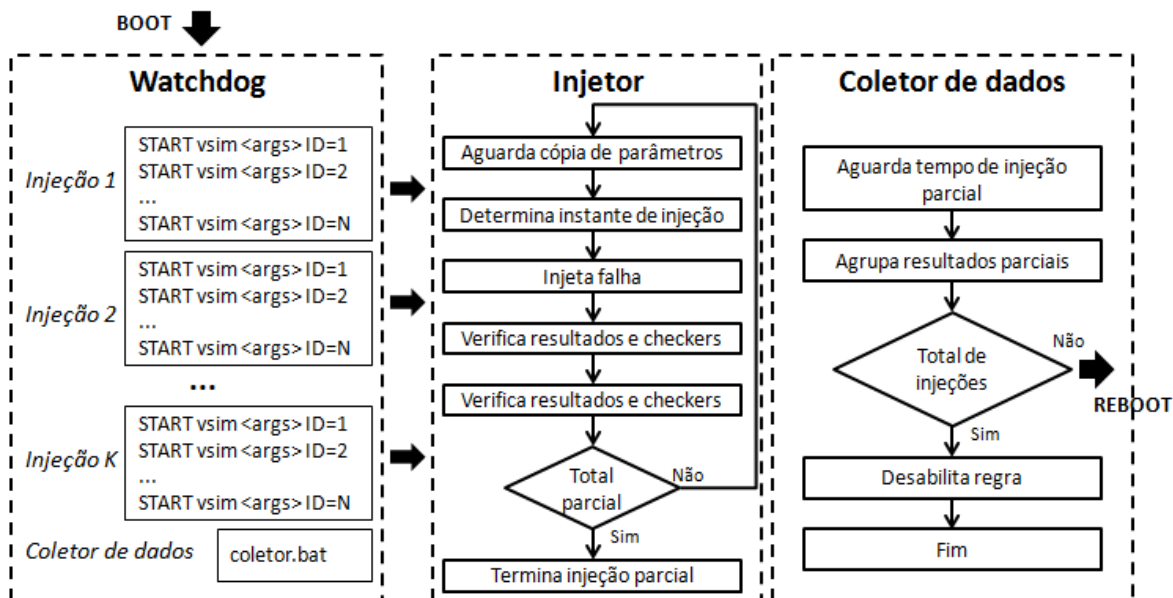 BOOT
Watchdog
Injeção 1
START vsim <args> ID=1
START vsim <args> ID=2
...
START vsim <args> ID=N
Injeção 2
START vsim <args> ID=1
START vsim <args> ID=2
...
START vsim <args> ID=N
...
Injeção K
START vsim <args> ID=1
START vsim <args> ID=2
...
START vsim <args> ID=N
Coletor de dados
coletor.bat
Injetor
Aguarda cópia de parâmetros
Determina instante de injeção
Injeta falha
Verifica resultados e checkers
Verifica resultados e checkers
Total
parcial
Não
Sim
Termina injeção parcial
Coletor de dados
Aguarda tempo de injeção
parcial
Agrupa resultados parciais
Total de
injeções
Não
REBOOT
Sim
Desabilita regra
Fim